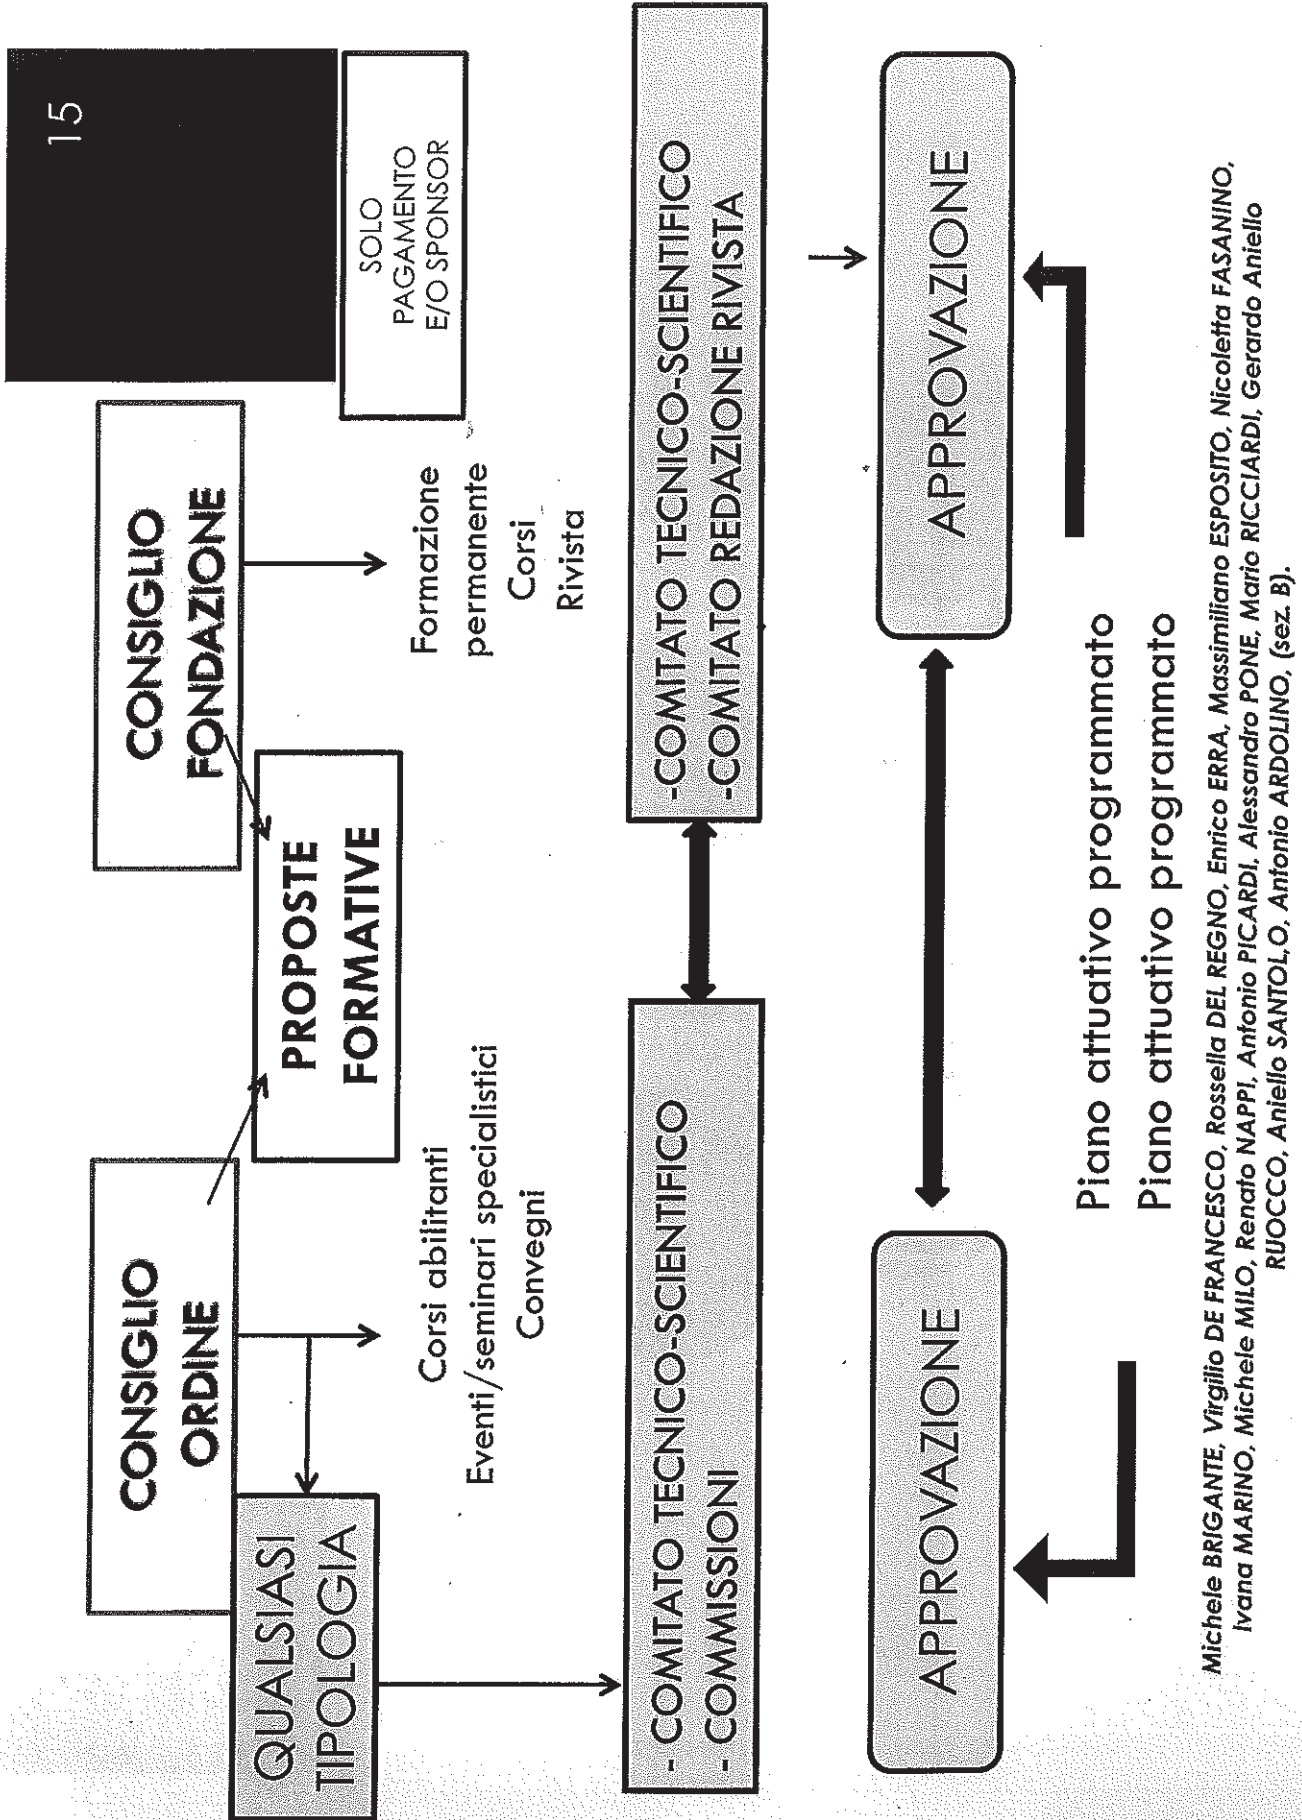 15
CONSIGLIO
ORDINE
CONSIGLIO
FONDAZIONE
QUALSIASI
TIPOLOGIA
PROPOSTE
FORMATIVE
SOLO
PAGAMENTO
E/O SPONSOR
Corsi abilitanti
Eventi/seminari specialistici
Convegni
Formazione
permanente
Corsi
Rivista
- COMITATO TECNICO-SCIENTIFICO
- COMMISSIONI
-COMITATO TECNICO-SCIENTIFICO
-COMITATO REDAZIONE RIVISTA
APPROVAZIONE
APPROVAZIONE
Piano attuativo programmato
Piano attuativo programmato
Michele BRIGANTE, Virgilio DE FRANCESCO, Rossella DEL REGNO, Enrico ERRA, Massimiliano ESPOSITO, Nicoletta FASANINO,
Ivana MARINO, Michele MILO, Renato NAPPI, Antonio PICARDI, Alessandro PONE, Mario RICCIARDI, Gerardo Aniello
RUOCCO, Aniello SANTOLO, Antonio ARDOLINO, (sez. B).